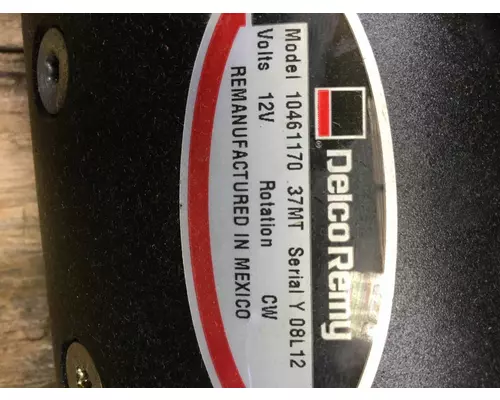 Delco Remy
Model 10461170 37MT Serial Y 08L12
Volts 12V Rotation CW
REMANUFACTURED IN MEXICO